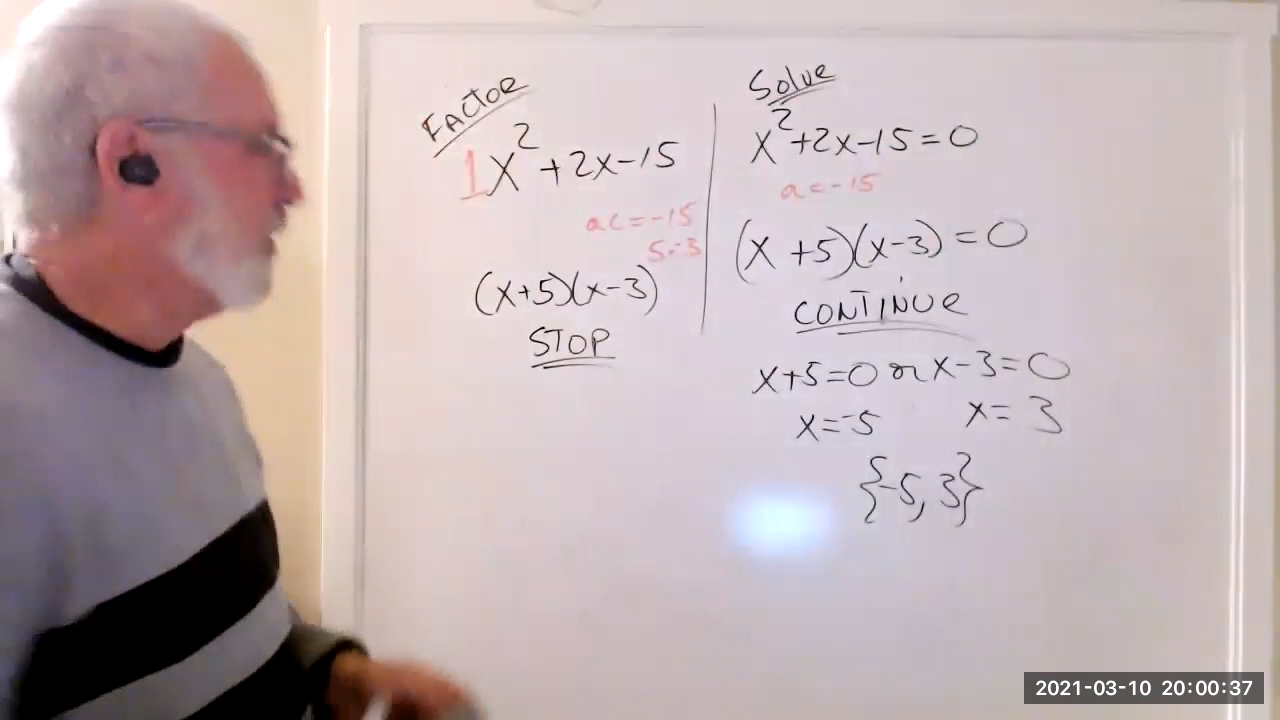 FACTOR
1x² + 2x - 15
ac = -15
5·-3
(x+5)(x-3)
STOP
Solve
x² + 2x - 15 = 0
ac -15
(x + 5)(x - 3) = 0
CONTINUE
x+5=0 or x-3=0
x=-5 x= 3
{-5, 3}
2021-03-10 20:00:37